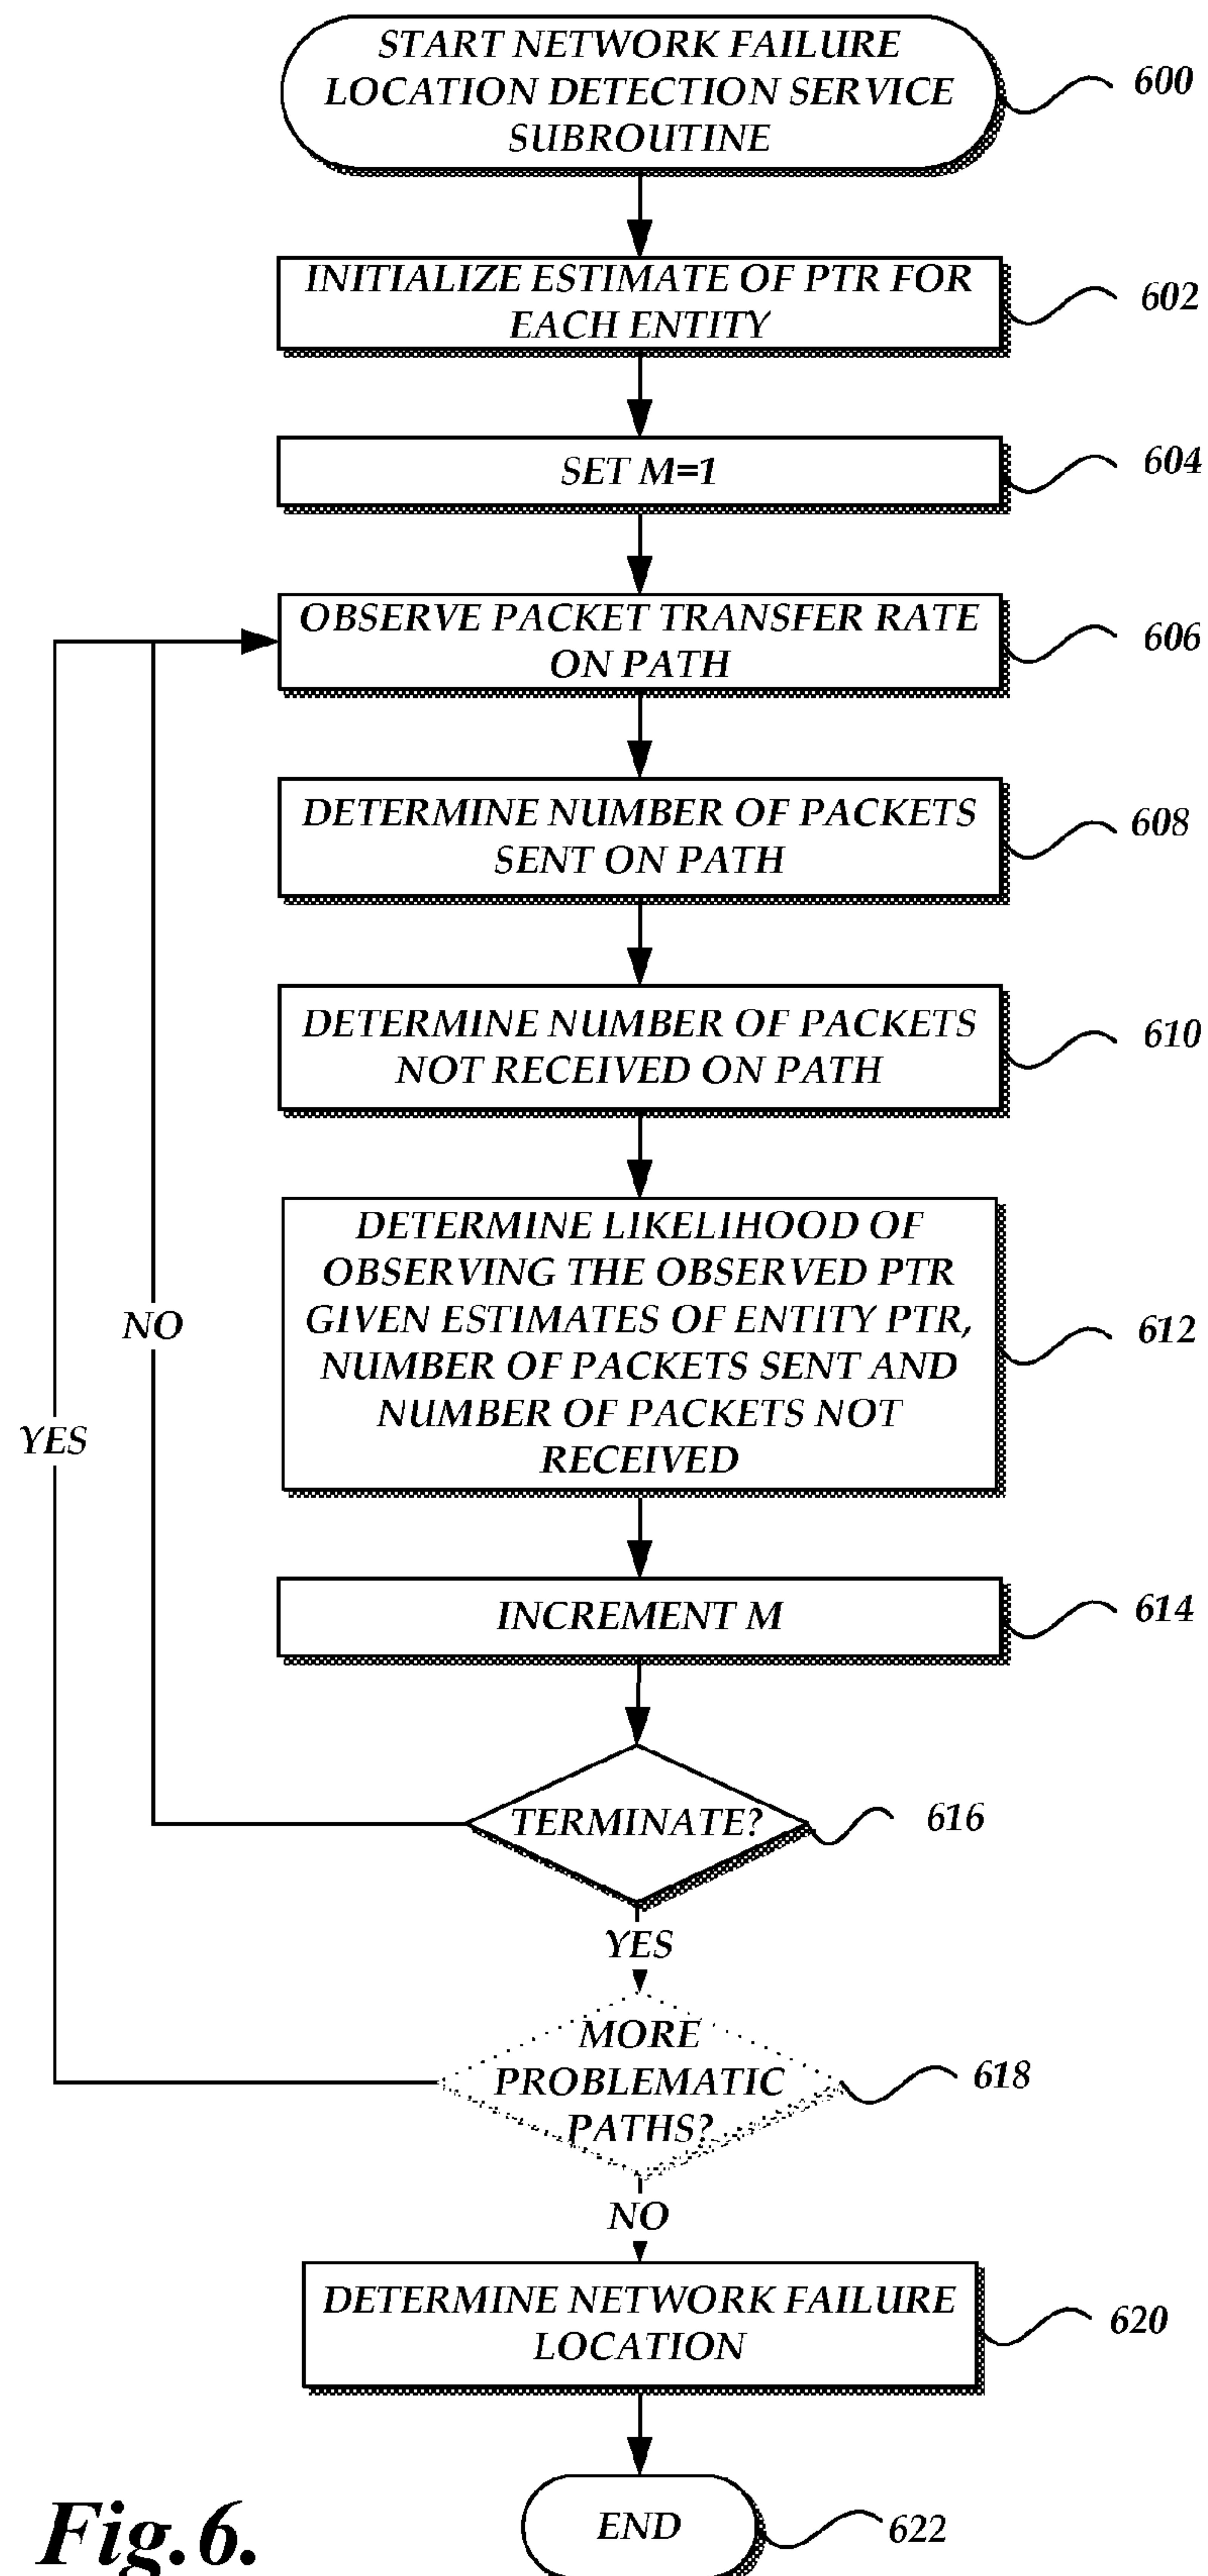 START NETWORK FAILURE
LOCATION DETECTION SERVICE
SUBROUTINE
600
INITIALIZE ESTIMATE OF PTR FOR
EACH ENTITY
602
SET M=1
604
OBSERVE PACKET TRANSFER RATE
ON PATH
606
DETERMINE NUMBER OF PACKETS
SENT ON PATH
608
DETERMINE NUMBER OF PACKETS
NOT RECEIVED ON PATH
610
DETERMINE LIKELIHOOD OF
OBSERVING THE OBSERVED PTR
GIVEN ESTIMATES OF ENTITY PTR,
NUMBER OF PACKETS SENT AND
NUMBER OF PACKETS NOT
RECEIVED
612
NO
YES
INCREMENT M
614
TERMINATE?
616
YES
MORE
PROBLEMATIC
PATHS?
618
NO
DETERMINE NETWORK FAILURE
LOCATION
620
END
622
Fig.6.